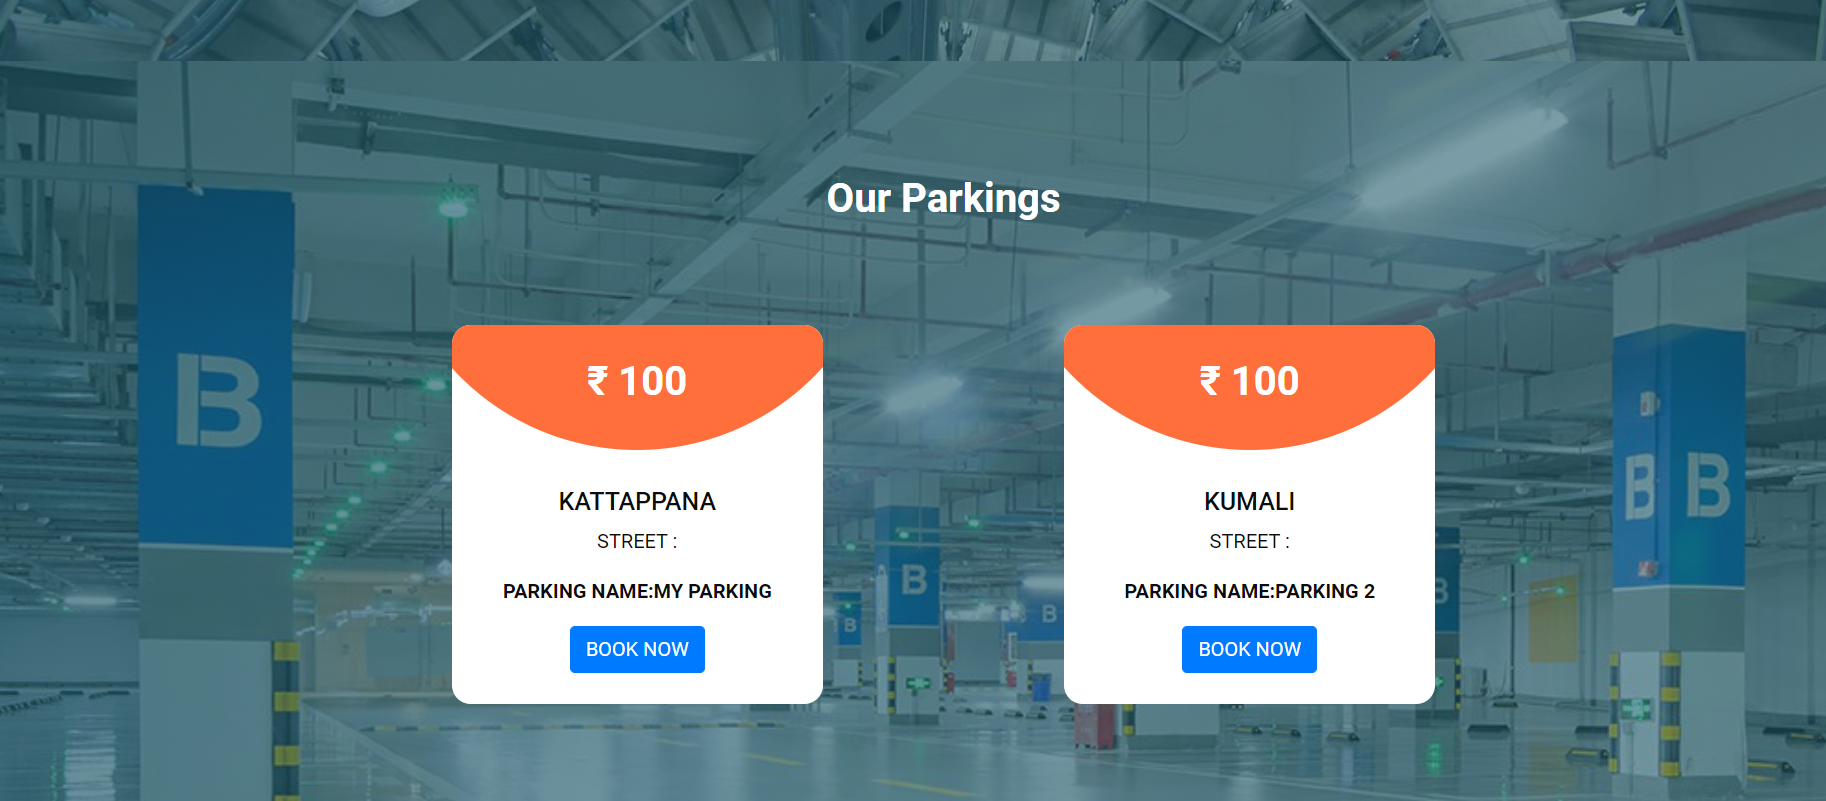 Our Parkings
₹ 100
KATTAPPANA
STREET :
PARKING NAME:MY PARKING
BOOK NOW
₹ 100
KUMALI
STREET :
PARKING NAME:PARKING 2
BOOK NOW
B
B
B
B
B
B
B